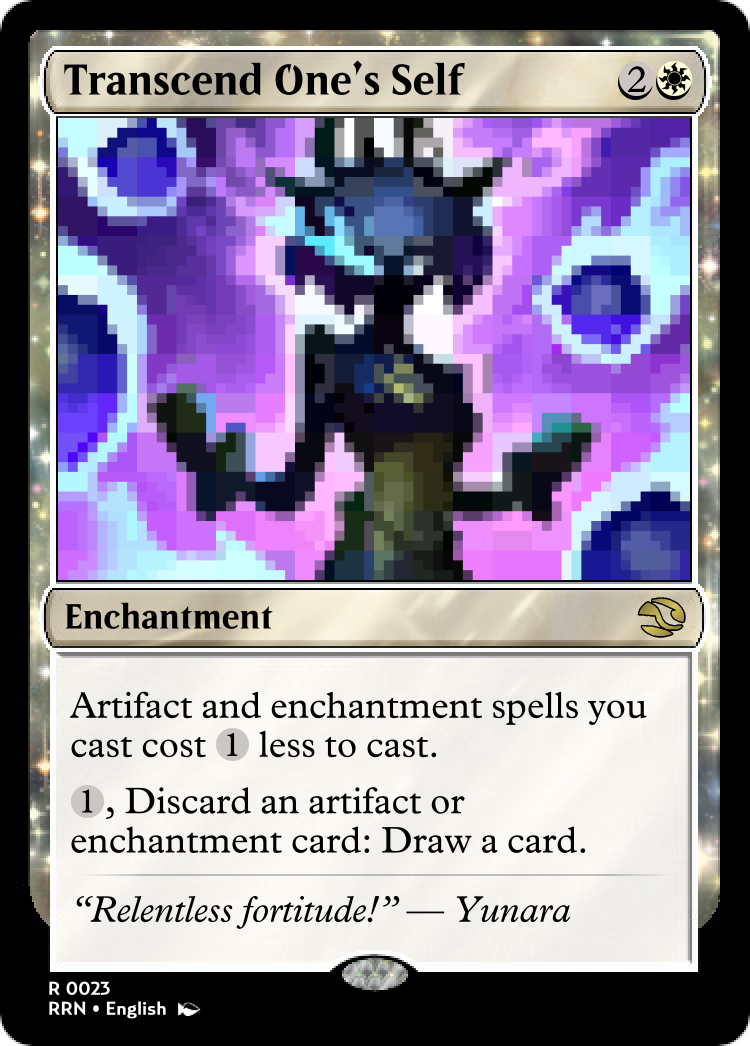 Transcend One's Self 2
Enchantment
Artifact and enchantment spells you
cast cost 1 less to cast.
1, Discard an artifact or
enchantment card: Draw a card.
“Relentless fortitude!” — Yunara
R 0023
RRN • English